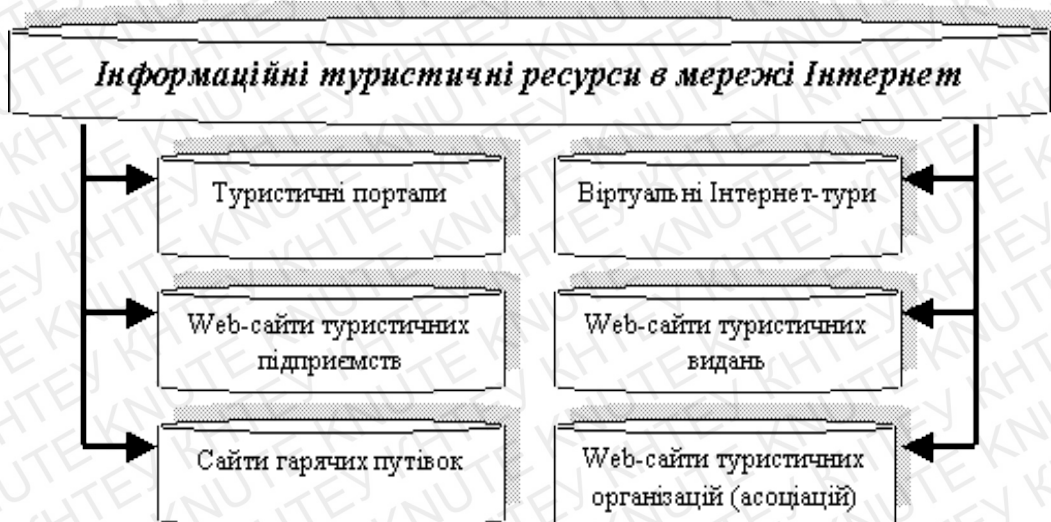 Інформаційні туристичні ресурси в мережі Інтернет
Туристичні портали
Віртуальні Інтернет-тури
Web-сайти туристичних
підприємств
Web-сайти туристичних
видань
Сайти гарячих путівок
Web-сайти туристичних
організацій (асоціацій)